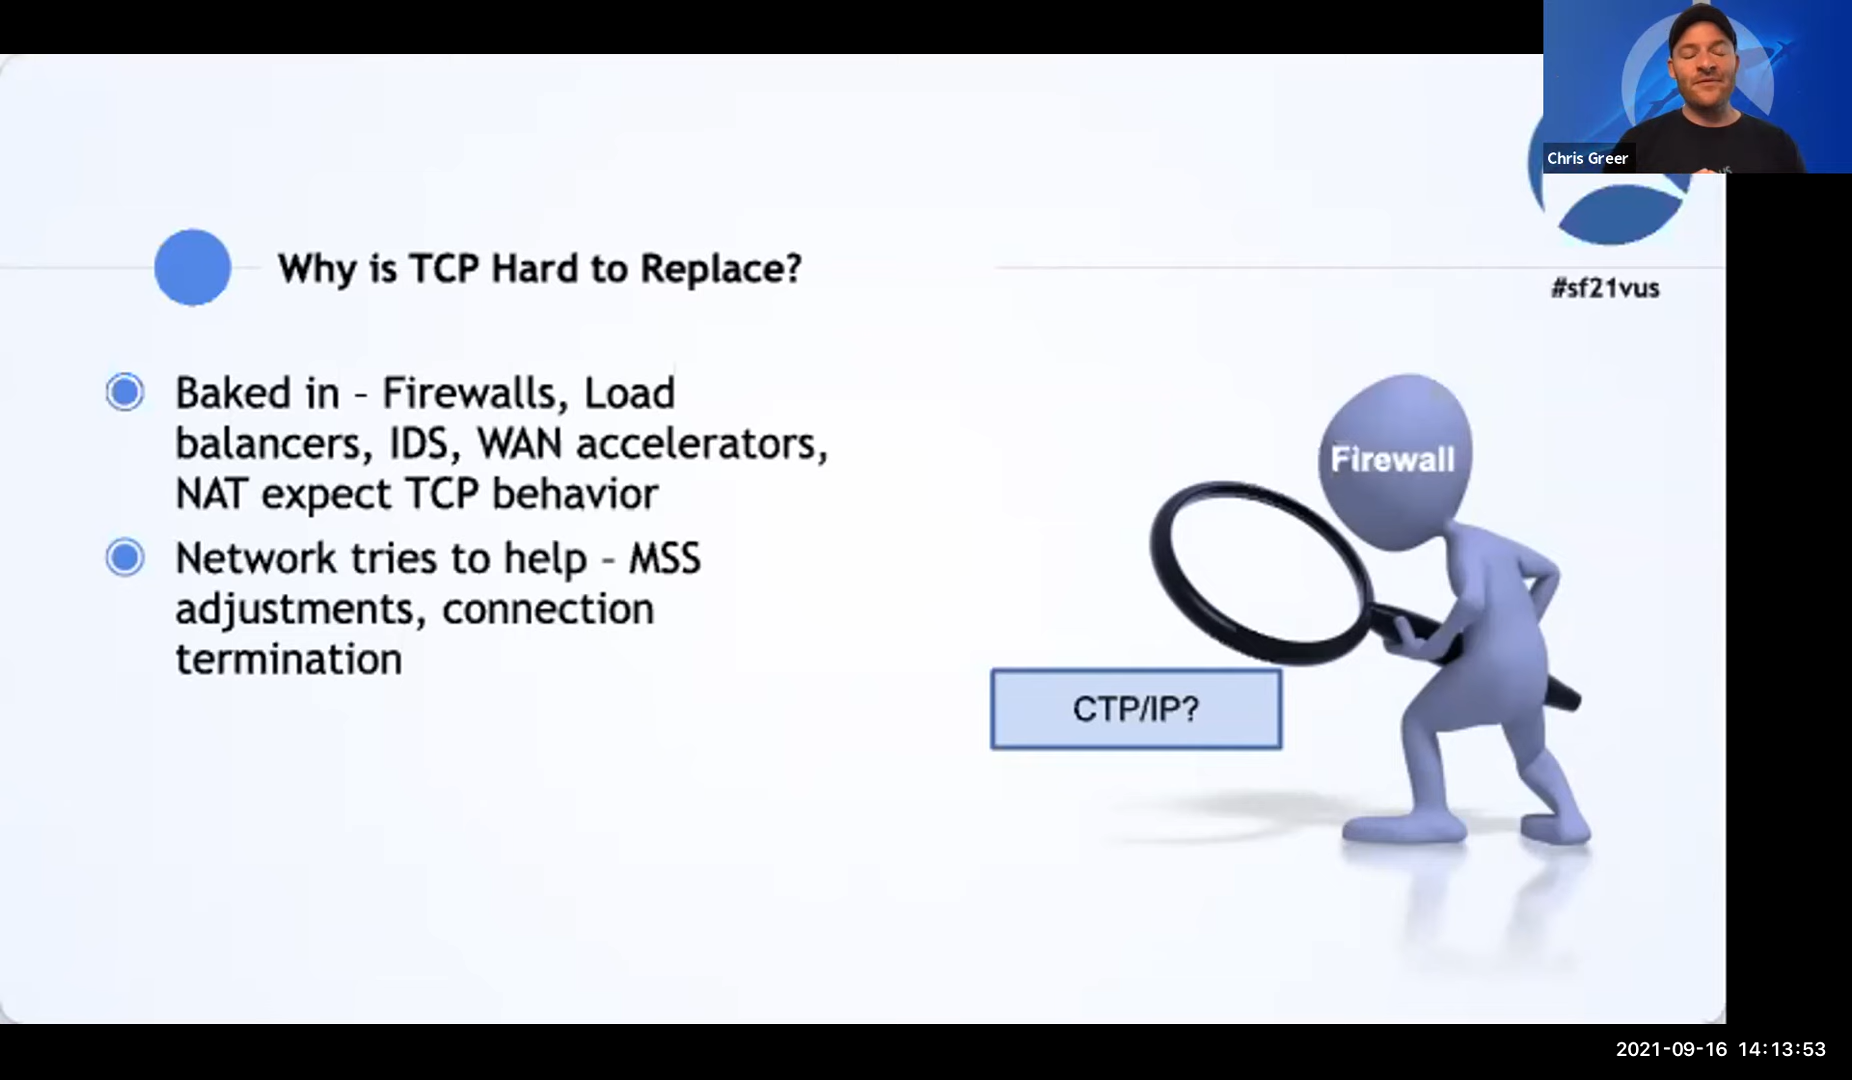 Chris Greer
Why is TCP Hard to Replace?
#sf21vus
Baked in – Firewalls, Load
balancers, IDS, WAN accelerators,
NAT expect TCP behavior
Network tries to help – MSS
adjustments, connection
termination
Firewall
CTP/IP?
2021-09-16 14:13:53